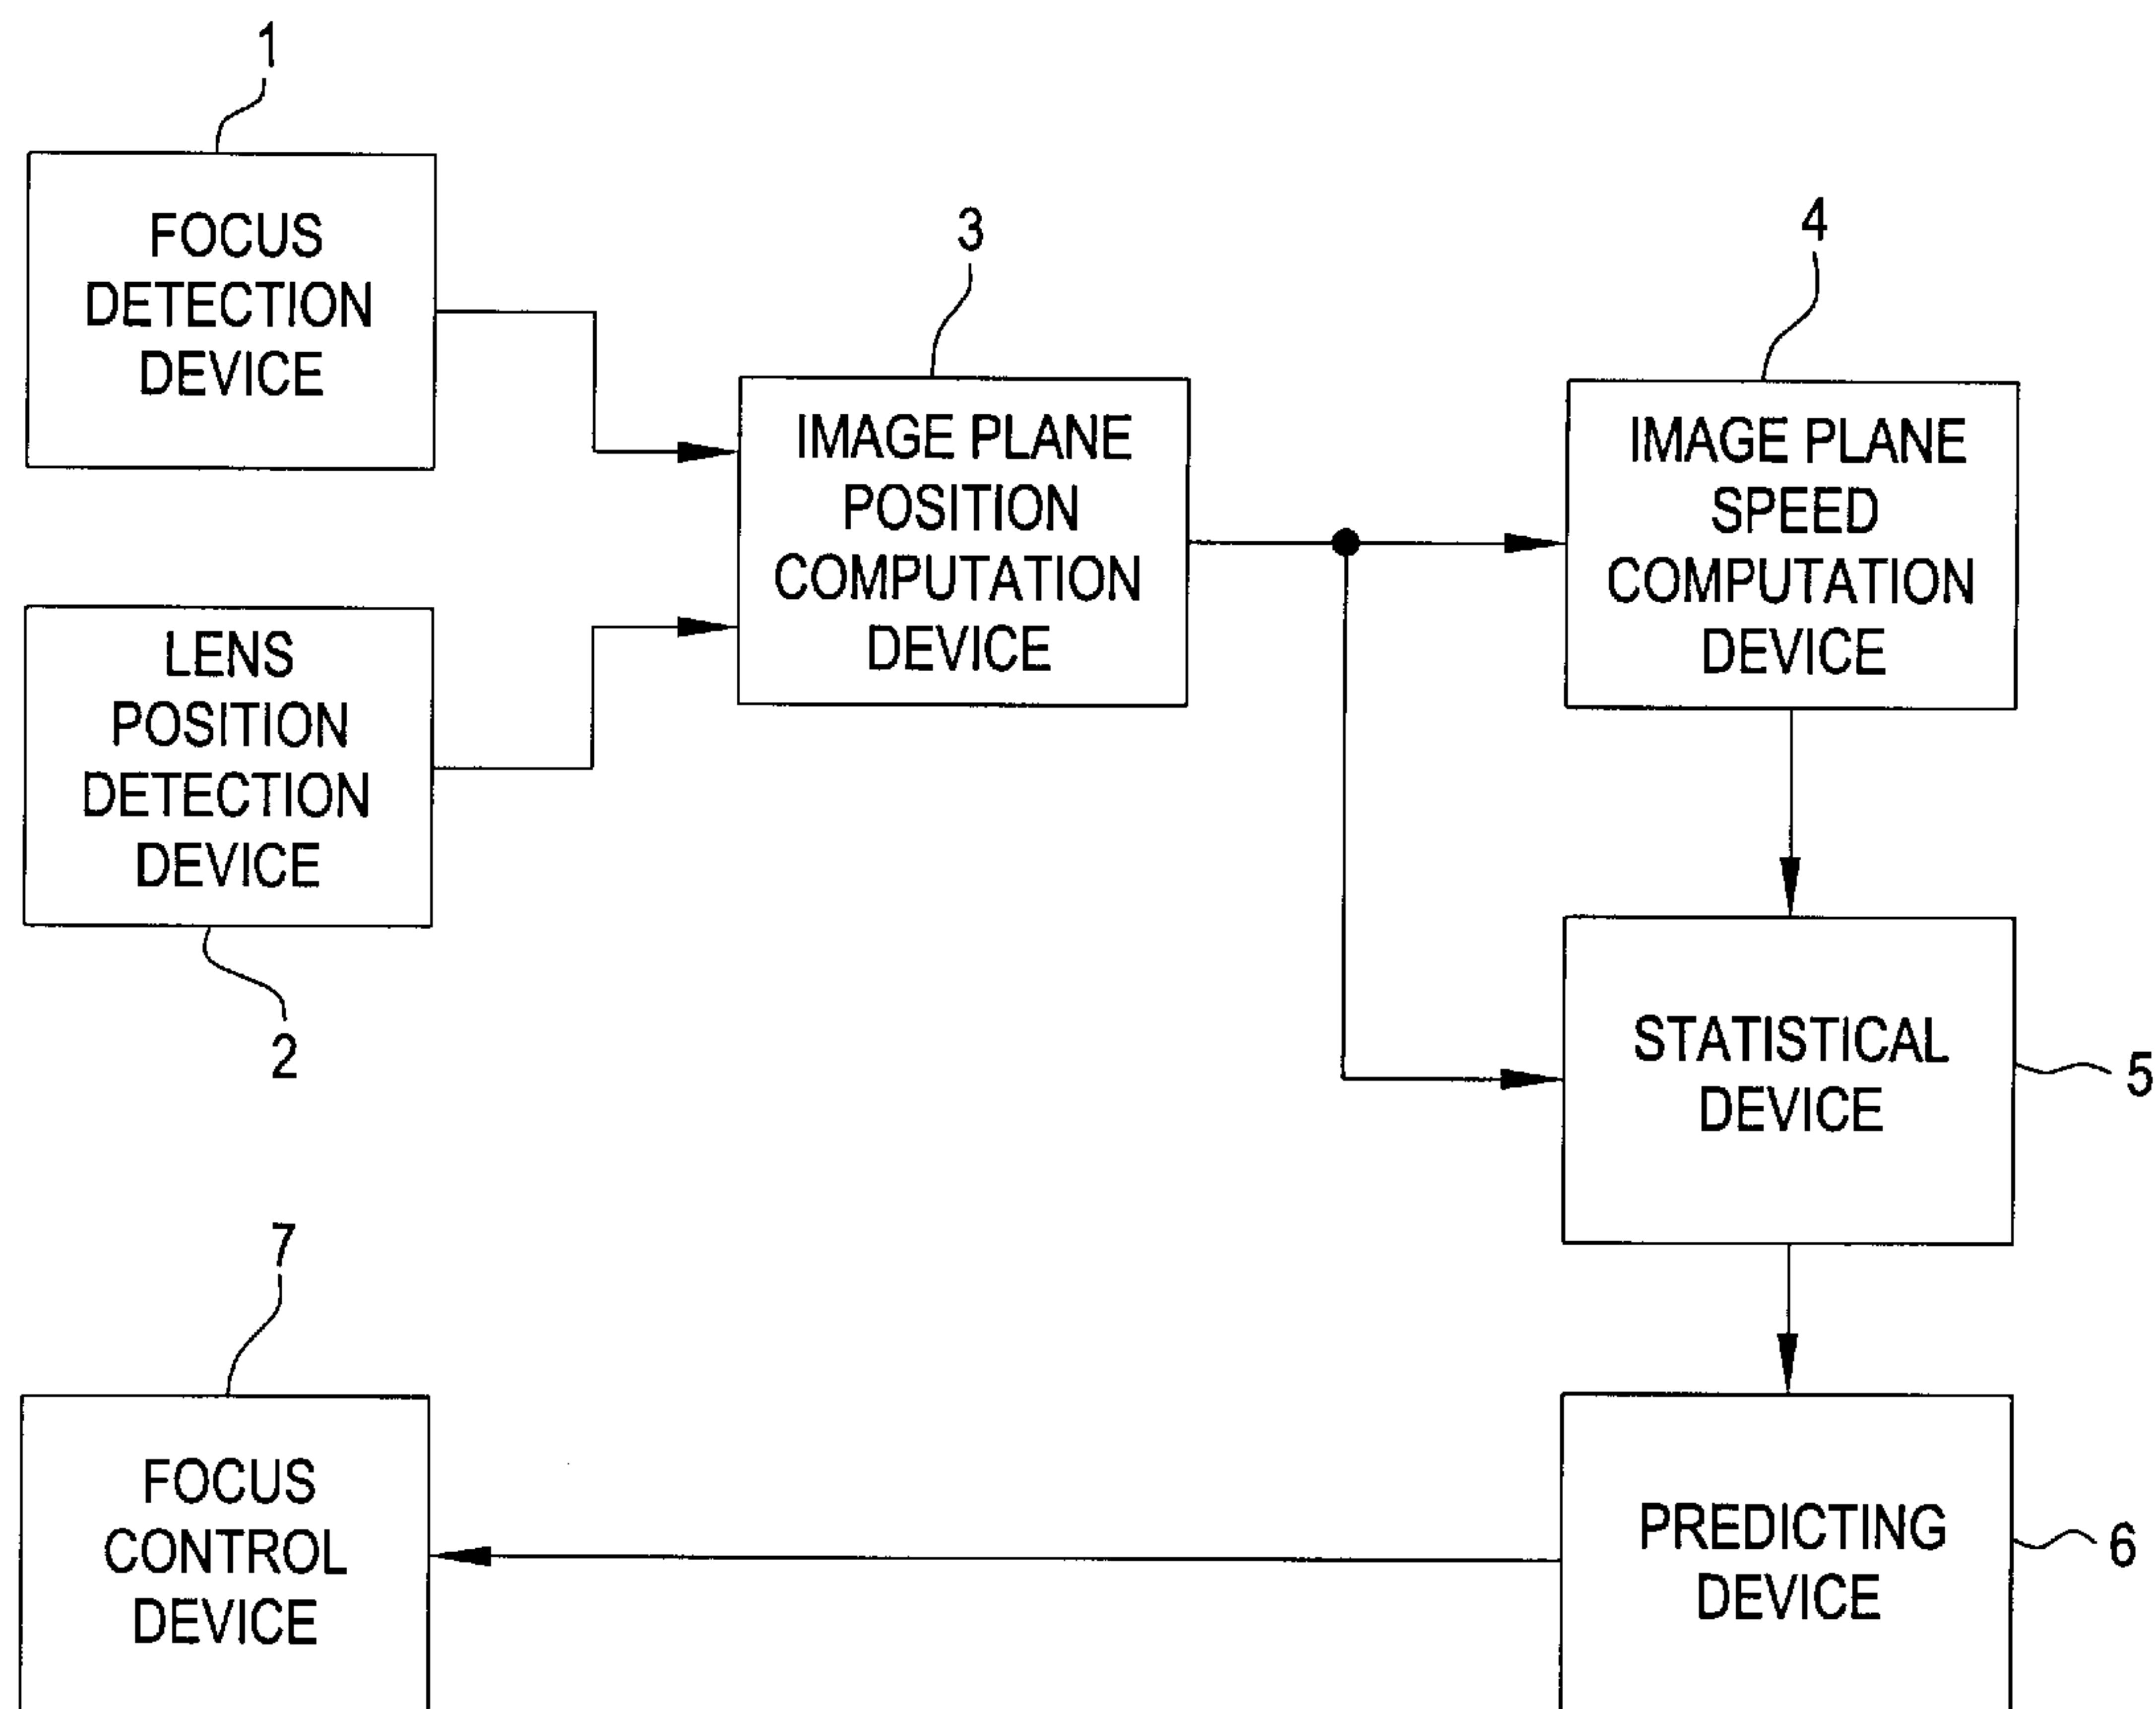 1
FOCUS
DETECTION
DEVICE
3
IMAGE PLANE
POSITION
COMPUTATION
DEVICE
4
IMAGE PLANE
SPEED
COMPUTATION
DEVICE
LENS
POSITION
DETECTION
DEVICE
2
STATISTICAL
DEVICE
5
7
FOCUS
CONTROL
DEVICE
PREDICTING
DEVICE
6